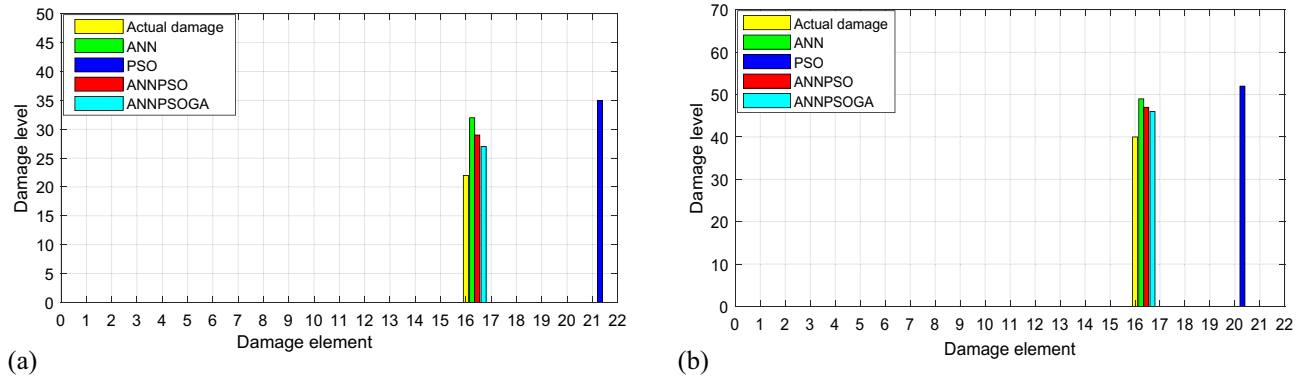 50
45
40
35
30
25
20
15
10
5
0
Damage level
Actual damage
ANN
PSO
ANNPSO
ANNPSOGA
0 1 2 3 4 5 6 7 8 9 10 11 12 13 14 15 16 17 18 19 20 21 22
Damage element
(a)
70
60
50
40
30
20
10
0
Damage level
Actual damage
ANN
PSO
ANNPSO
ANNPSOGA
0 1 2 3 4 5 6 7 8 9 10 11 12 13 14 15 16 17 18 19 20 21 22
Damage element
(b)